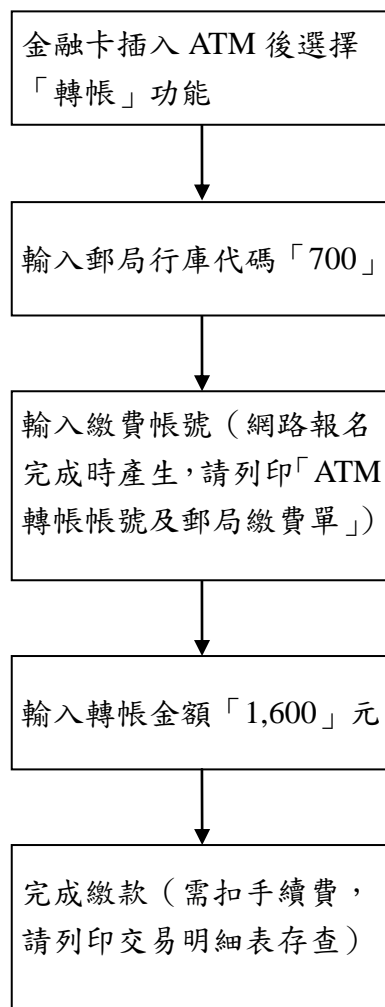 金融卡插入 ATM 後選擇
「轉帳」功能
輸入郵局行庫代碼「700」
輸入繳費帳號（網路報名
完成時產生，請列印「ATM
轉帳帳號及郵局繳費單」）
輸入轉帳金額「1,600」元
完成繳款（需扣手續費，
請列印交易明細表存查）